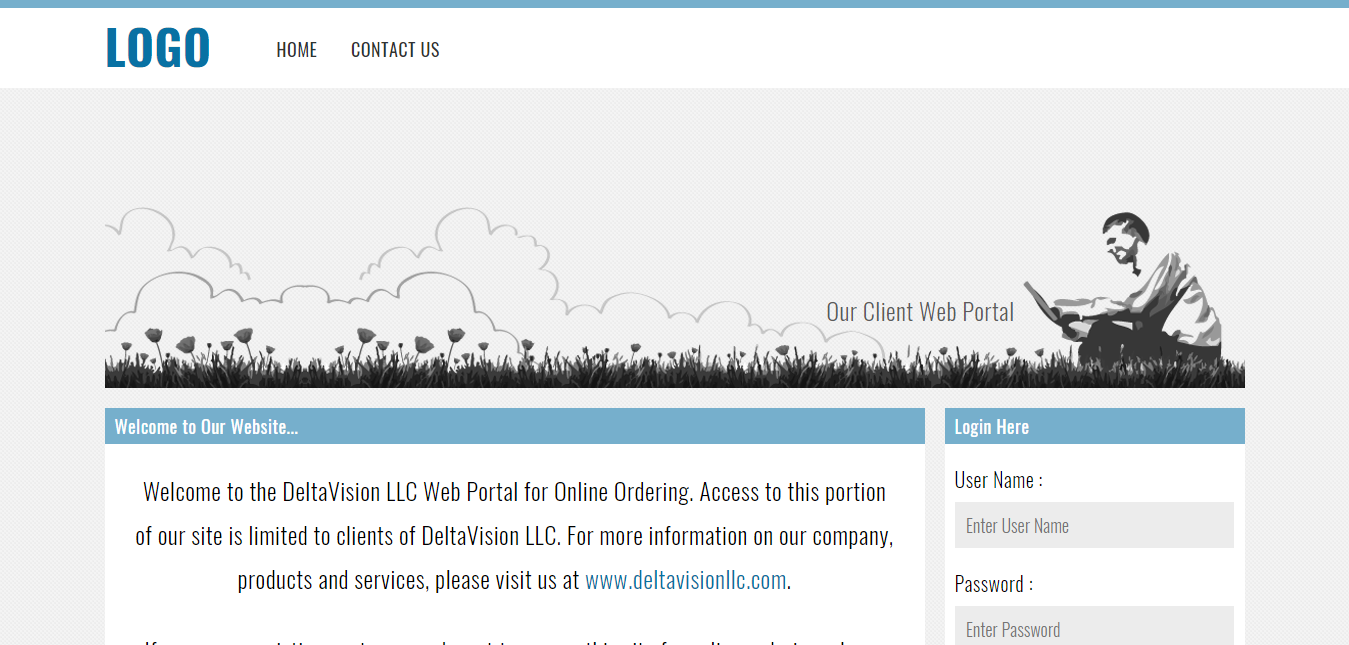 LOGO
HOME CONTACT US
Our Client Web Portal
Welcome to Our Website...
Welcome to the DeltaVision LLC Web Portal for Online Ordering. Access to this portion
of our site is limited to clients of DeltaVision LLC. For more information on our company,
products and services, please visit us at www.deltavisionllc.com.
Login Here
User Name :
Enter User Name
Password :
Enter Password